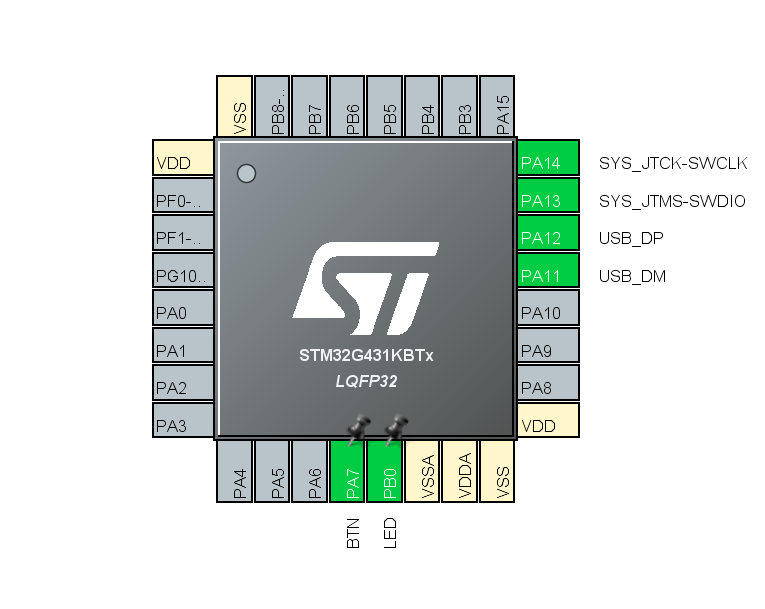 VSS
PB8-..
PB7
PB6
PB5
PB4
PB3
PA15
VDD
PF0-..
PF1-..
PG10..
PA0
PA1
PA2
PA3
PA14 SYS_JTCK-SWCLK
PA13 SYS_JTMS-SWDIO
PA12 USB_DP
PA11 USB_DM
PA10
PA9
PA8
VDD
ST
STM32G431KBTx
LQFP32
PA4
PA5
PA6
PA7
PB0
VSSA
VDDA
VSS
BTN
LED